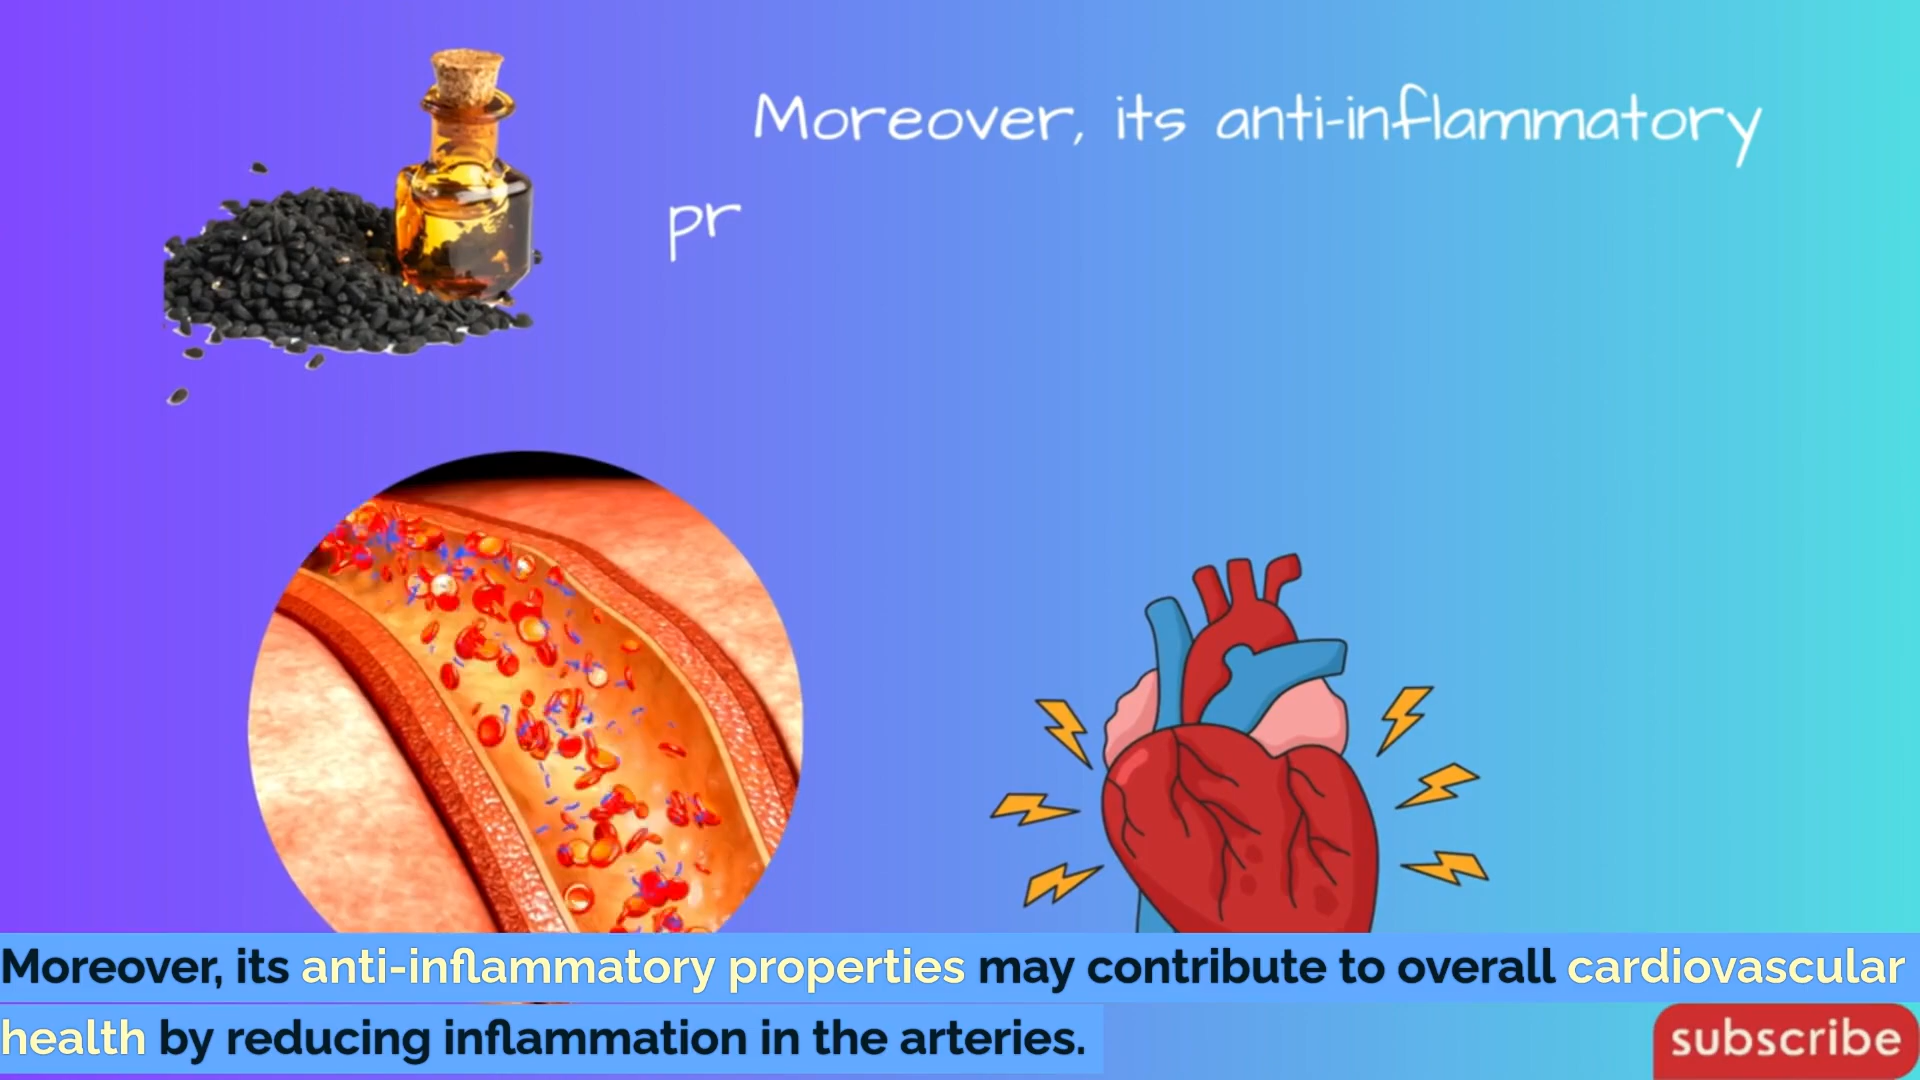 Moreover, its anti-inflammatory
pr
Moreover, its anti-inflammatory properties may contribute to overall cardiovascular
health by reducing inflammation in the arteries.
subscribe